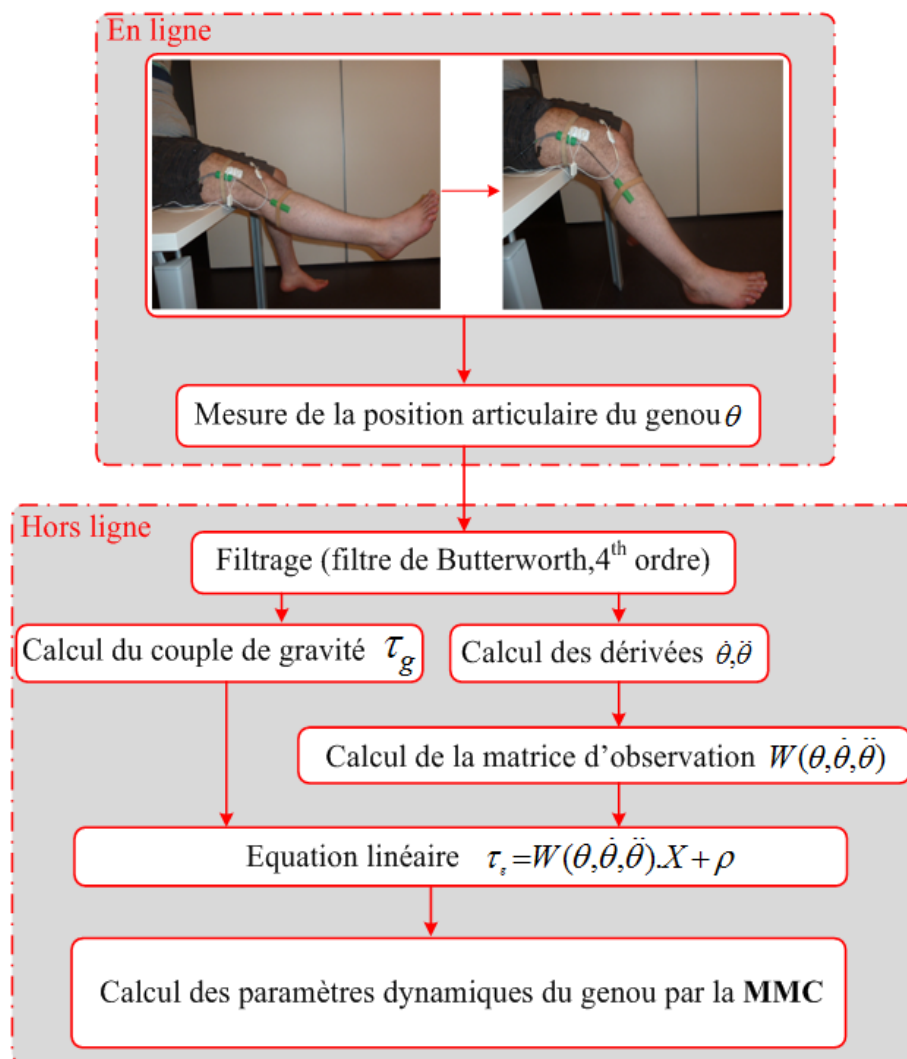 En ligne
Mesure de la position articulaire du genou θ
Hors ligne
Filtrage (filtre de Butterworth,4th ordre)
Calcul du couple de gravité τg
Calcul des dérivées θ̇,θ̈
Calcul de la matrice d’observation W(θ,θ̇,θ̈)
Equation linéaire τg=W(θ,θ̇,θ̈).X+ρ
Calcul des paramètres dynamiques du genou par la MMC